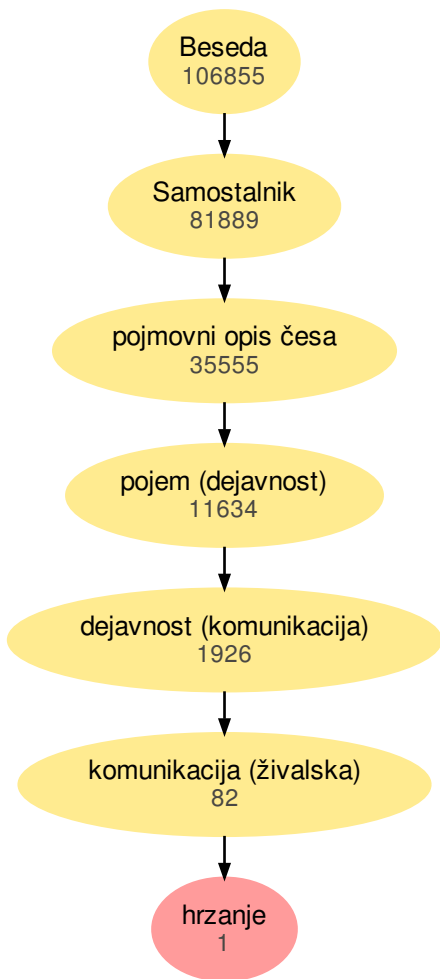 Beseda
106855
Samostalnik
81889
pojmovni opis česa
35555
pojem (dejavnost)
11634
dejavnost (komunikacija)
1926
komunikacija (živalska)
82
hrzanje
1